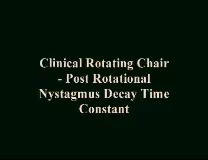 Clinical Rotating Chair
- Post Rotational
Nystagmus Decay Time
Constant